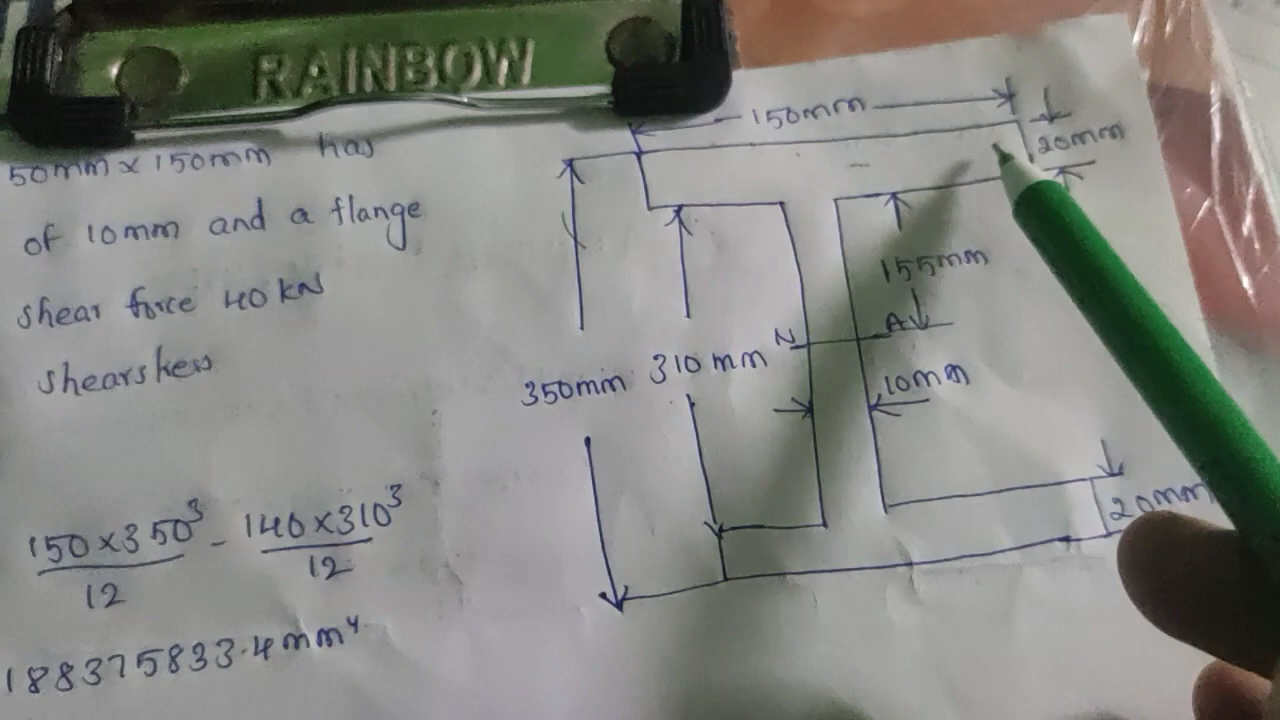 RAINBOW
50mm x 150mm has
of 10mm and a flange
shear force 40 kN
shearstress
150 x 350³ - 140 x 310³
12 12
188375833.4 mm⁴
150mm
20mm
155mm
N A
350mm 310 mm
10mm
20mm